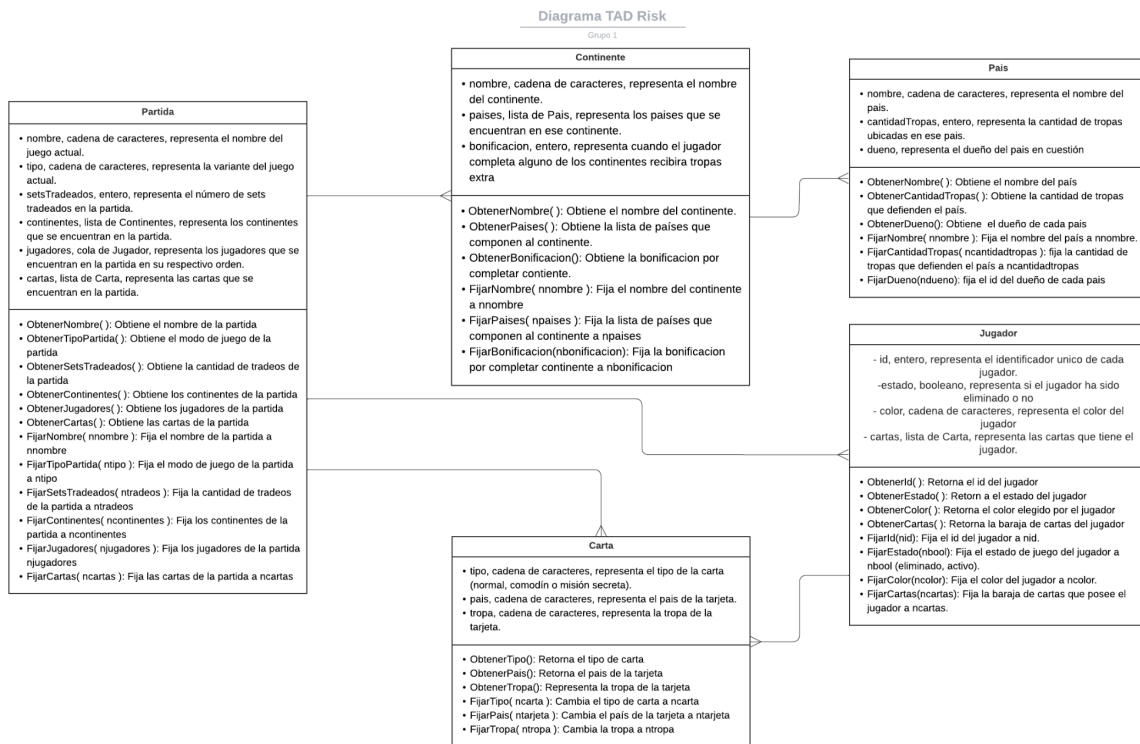 Diagrama TAD Risk
Grupo 1
Partida
• nombre, cadena de caracteres, representa el nombre del
juego actual.
• tipo, cadena de caracteres, representa la variante del juego
actual.
• setsTradeados, entero, representa el número de sets
tradeados en la partida.
• continentes, lista de Continentes, representa los continentes
que se encuentran en la partida.
• jugadores, cola de Jugador, representa los jugadores que se
encuentran en la partida en su respectivo orden.
• cartas, lista de Carta, representa las cartas que se
encuentran en la partida.
• ObtenerNombre( ): Obtiene el nombre de la partida
• ObtenerTipoPartida( ): Obtiene el modo de juego de la
partida
• ObtenerSetsTradeados( ): Obtiene la cantidad de tradeos de
la partida
• ObtenerContinentes( ): Obtiene los continentes de la partida
• ObtenerJugadores( ): Obtiene los jugadores de la partida
• ObtenerCartas( ): Obtiene las cartas de la partida
• FijarNombre( nnombre ): Fija el nombre de la partida a
nnombre
• FijarTipoPartida( ntipo ): Fija el modo de juego de la partida
a ntipo
• FijarSetsTradeados( ntradeos ): Fija la cantidad de tradeos
de la partida a ntradeos
• FijarContinentes( ncontinentes ): Fija los continentes de la
partida a ncontinentes
• FijarJugadores( njugadores ): Fija los jugadores de la partida
njugadores
• FijarCartas( ncartas ): Fija las cartas de la partida a ncartas
Continente
• nombre, cadena de caracteres, representa el nombre
del continente.
• paises, lista de Pais, representa los paises que se
encuentran en ese continente.
• bonificacion, entero, representa cuando el jugador
completa alguno de los continentes recibira tropas
extra
• ObtenerNombre( ): Obtiene el nombre del continente.
• ObtenerPaises( ): Obtiene la lista de países que
componen al continente.
• ObtenerBonificacion(): Obtiene la bonificacion por
completar contiente.
• FijarNombre( nnombre ): Fija el nombre del continente
a nnombre
• FijarPaises( npaises ): Fija la lista de países que
componen al continente a npaises
• FijarBonificacion(nbonificacion): Fija la bonificacion
por completar continente a nbonificacion
Pais
• nombre, cadena de caracteres, representa el nombre del
pais.
• cantidadTropas, entero, representa la cantidad de tropas
ubicadas en ese pais.
• dueno, representa el dueño del pais en cuestión
• ObtenerNombre( ): Obtiene el nombre del país
• ObtenerCantidadTropas( ): Obtiene la cantidad de tropas
que defienden el país.
• ObtenerDueno(): Obtiene el dueño de cada pais
• FijarNombre( nnombre ): Fija el nombre del país a nnombre.
• FijarCantidadTropas( ncantidadtropas ): fija la cantidad de
tropas que defienden el país a ncantidadtropas
• FijarDueno(ndueno): fija el id del dueño de cada pais
Jugador
- id, entero, representa el identificador unico de cada
jugador.
-estado, booleano, representa si el jugador ha sido
eliminado o no
- color, cadena de caracteres, representa el color del
jugador
- cartas, lista de Carta, representa las cartas que tiene el
jugador.
• ObtenerId( ): Retorna el id del jugador
• ObtenerEstado( ): Retorn a el estado del jugador
• ObtenerColor( ): Retorna el color elegido por el jugador
• ObtenerCartas( ): Retorna la baraja de cartas del jugador
• FijarId(nid): Fija el id del jugador a nid.
• FijarEstado(nbool): Fija el estado de juego del jugador a
nbool (eliminado, activo).
• FijarColor(ncolor): Fija el color del jugador a ncolor.
• FijarCartas(ncartas): Fija la baraja de cartas que posee el
jugador a ncartas.
Carta
• tipo, cadena de caracteres, representa el tipo de la carta
(normal, comodín o misión secreta).
• pais, cadena de caracteres, representa el pais de la tarjeta.
• tropa, cadena de caracteres, representa la tropa de la
tarjeta.
• ObtenerTipo(): Retorna el tipo de carta
• ObtenerPais(): Retorna el pais de la tarjeta
• ObtenerTropa(): Representa la tropa de la tarjeta
• FijarTipo( ncarta ): Cambia el tipo de carta a ncarta
• FijarPais( ntarjeta ): Cambia el país de la tarjeta a ntarjeta
• FijarTropa( ntropa ): Cambia la tropa a ntropa